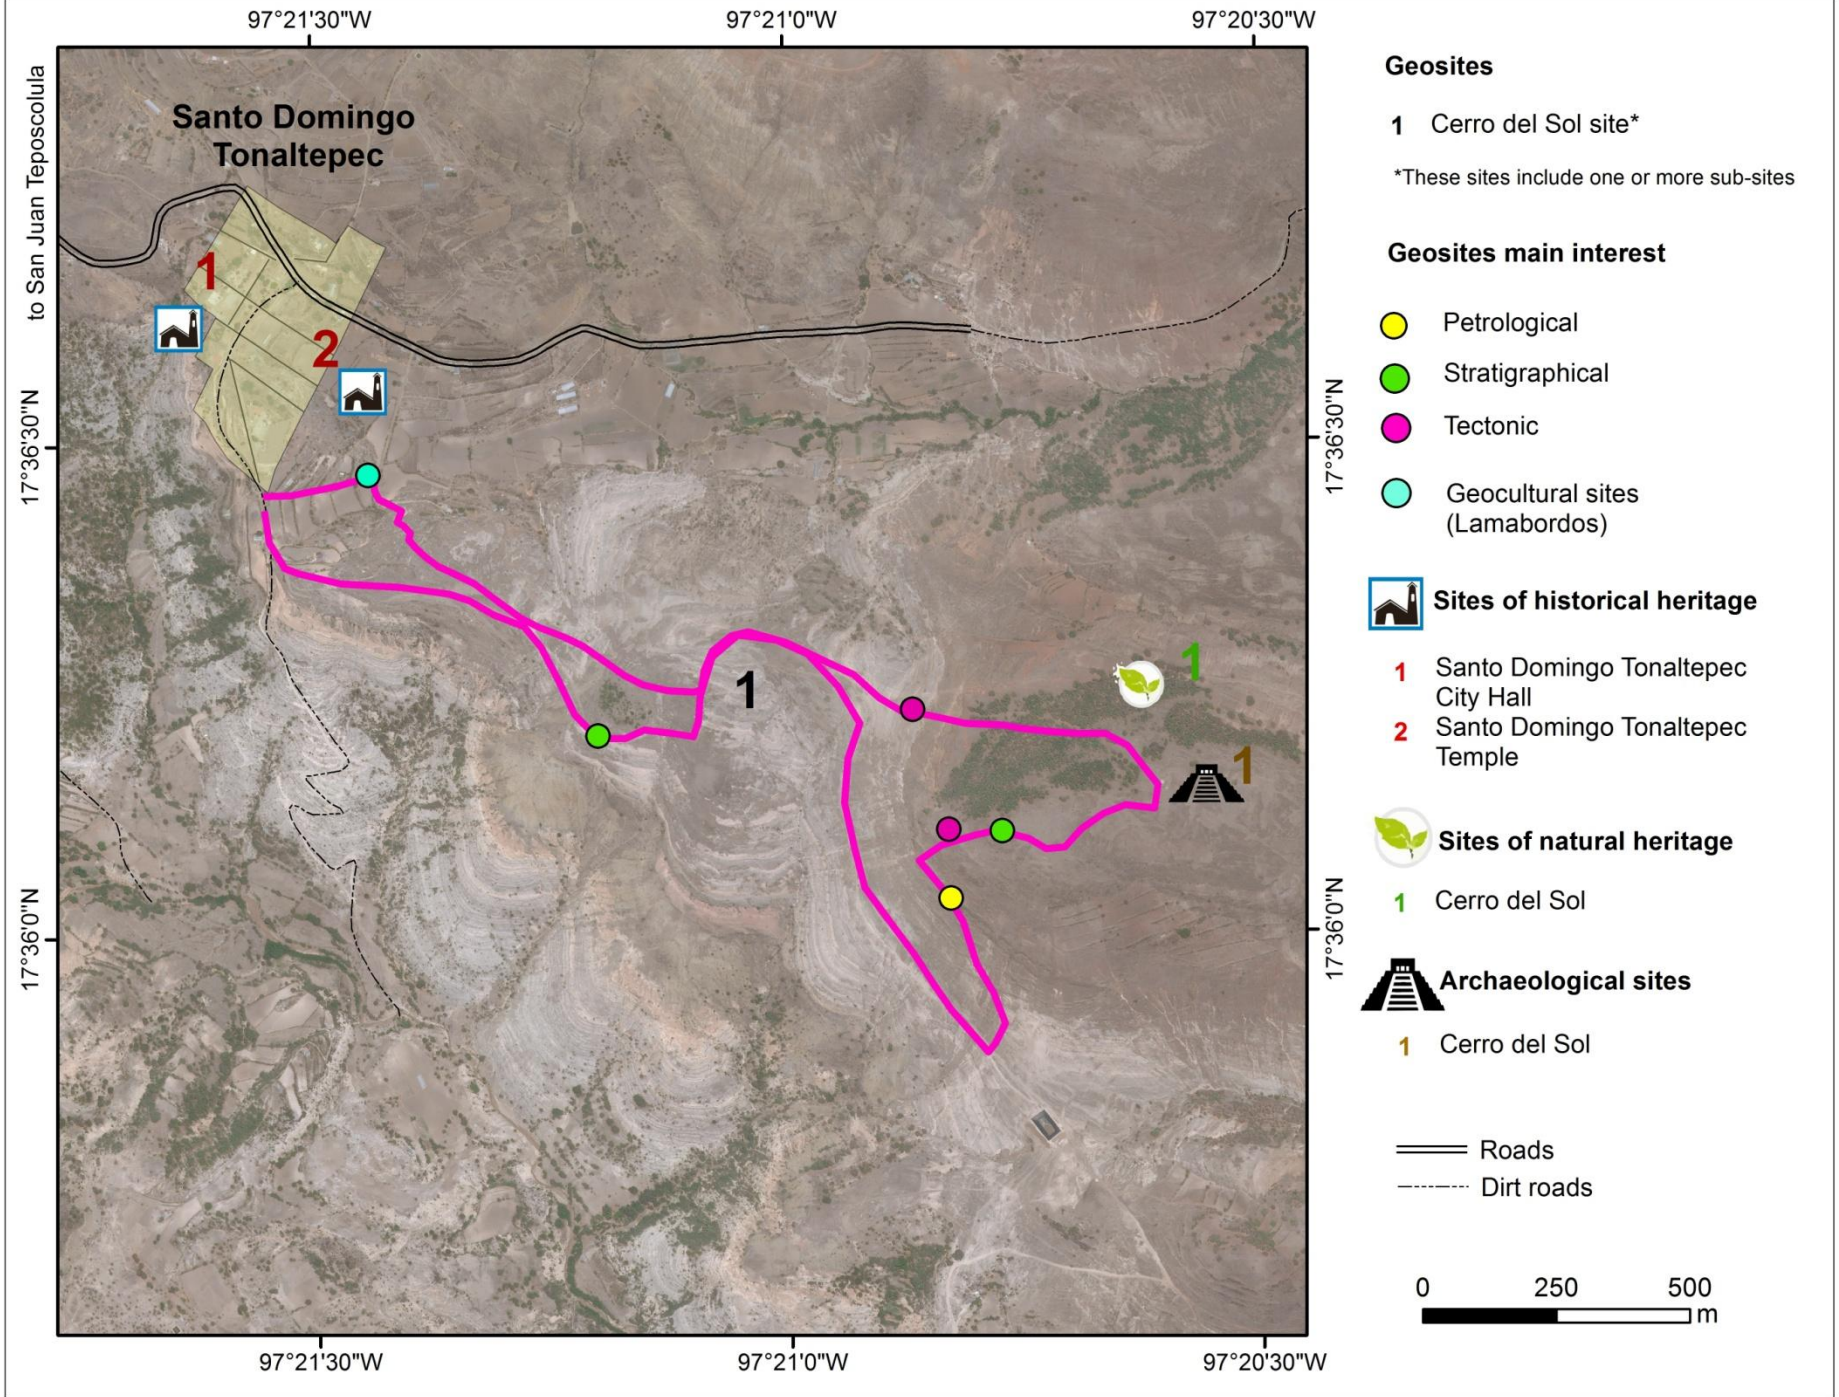 97°21'30"W
97°21'0"W
97°20'30"W
to San Juan Teposcolula
Santo Domingo
Tonaltepec
1
2
17°36'30"N
17°36'30"N
1
1
1
17°36'0"N
17°36'0"N
97°21'30"W
97°21'0"W
97°20'30"W
Geosites
1 Cerro del Sol site*
*These sites include one or more sub-sites
Geosites main interest
Petrological
Stratigraphical
Tectonic
Geocultural sites
(Lamabordos)
Sites of historical heritage
1 Santo Domingo Tonaltepec
City Hall
2 Santo Domingo Tonaltepec
Temple
Sites of natural heritage
1 Cerro del Sol
Archaeological sites
1 Cerro del Sol
Roads
Dirt roads
0 250 500
m